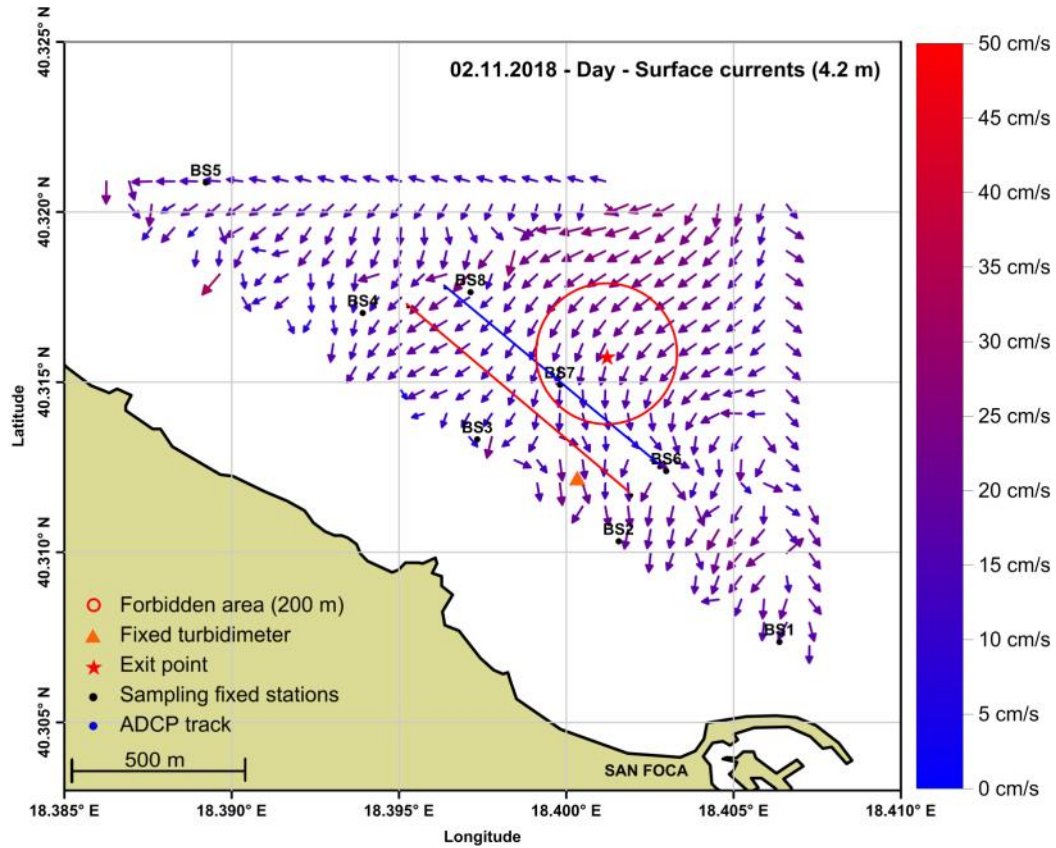 02.11.2018 - Day - Surface currents (4.2 m)
40.325° N
40.320° N
40.315° N
40.310° N
40.305° N
Latitude
BS5
BS8
BS4
BS7
BS3
BS6
BS2
BS1
Forbidden area (200 m)
Fixed turbidimeter
Exit point
Sampling fixed stations
ADCP track
500 m
SAN FOCA
18.385° E
18.390° E
18.395° E
18.400° E
18.405° E
18.410° E
Longitude
50 cm/s
45 cm/s
40 cm/s
35 cm/s
30 cm/s
25 cm/s
20 cm/s
15 cm/s
10 cm/s
5 cm/s
0 cm/s